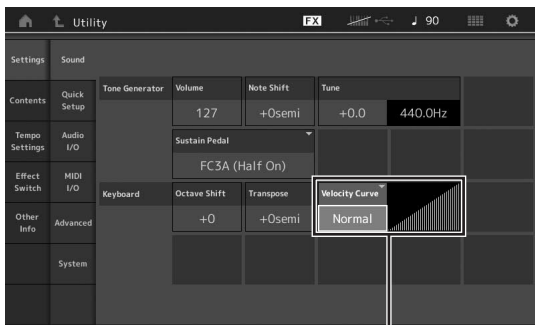 Utility
FX
♩ 90
Settings
Sound
Tone Generator
Volume
Note Shift
Tune
127
+0semi
+0.0
440.0Hz
Contents
Quick
Setup
Tempo
Settings
Audio
I/O
Sustain Pedal
FC3A (Half On)
Effect
Switch
MIDI
I/O
Keyboard
Octave Shift
Transpose
Velocity Curve
+0
+0semi
Normal
Other
Info
Advanced
System